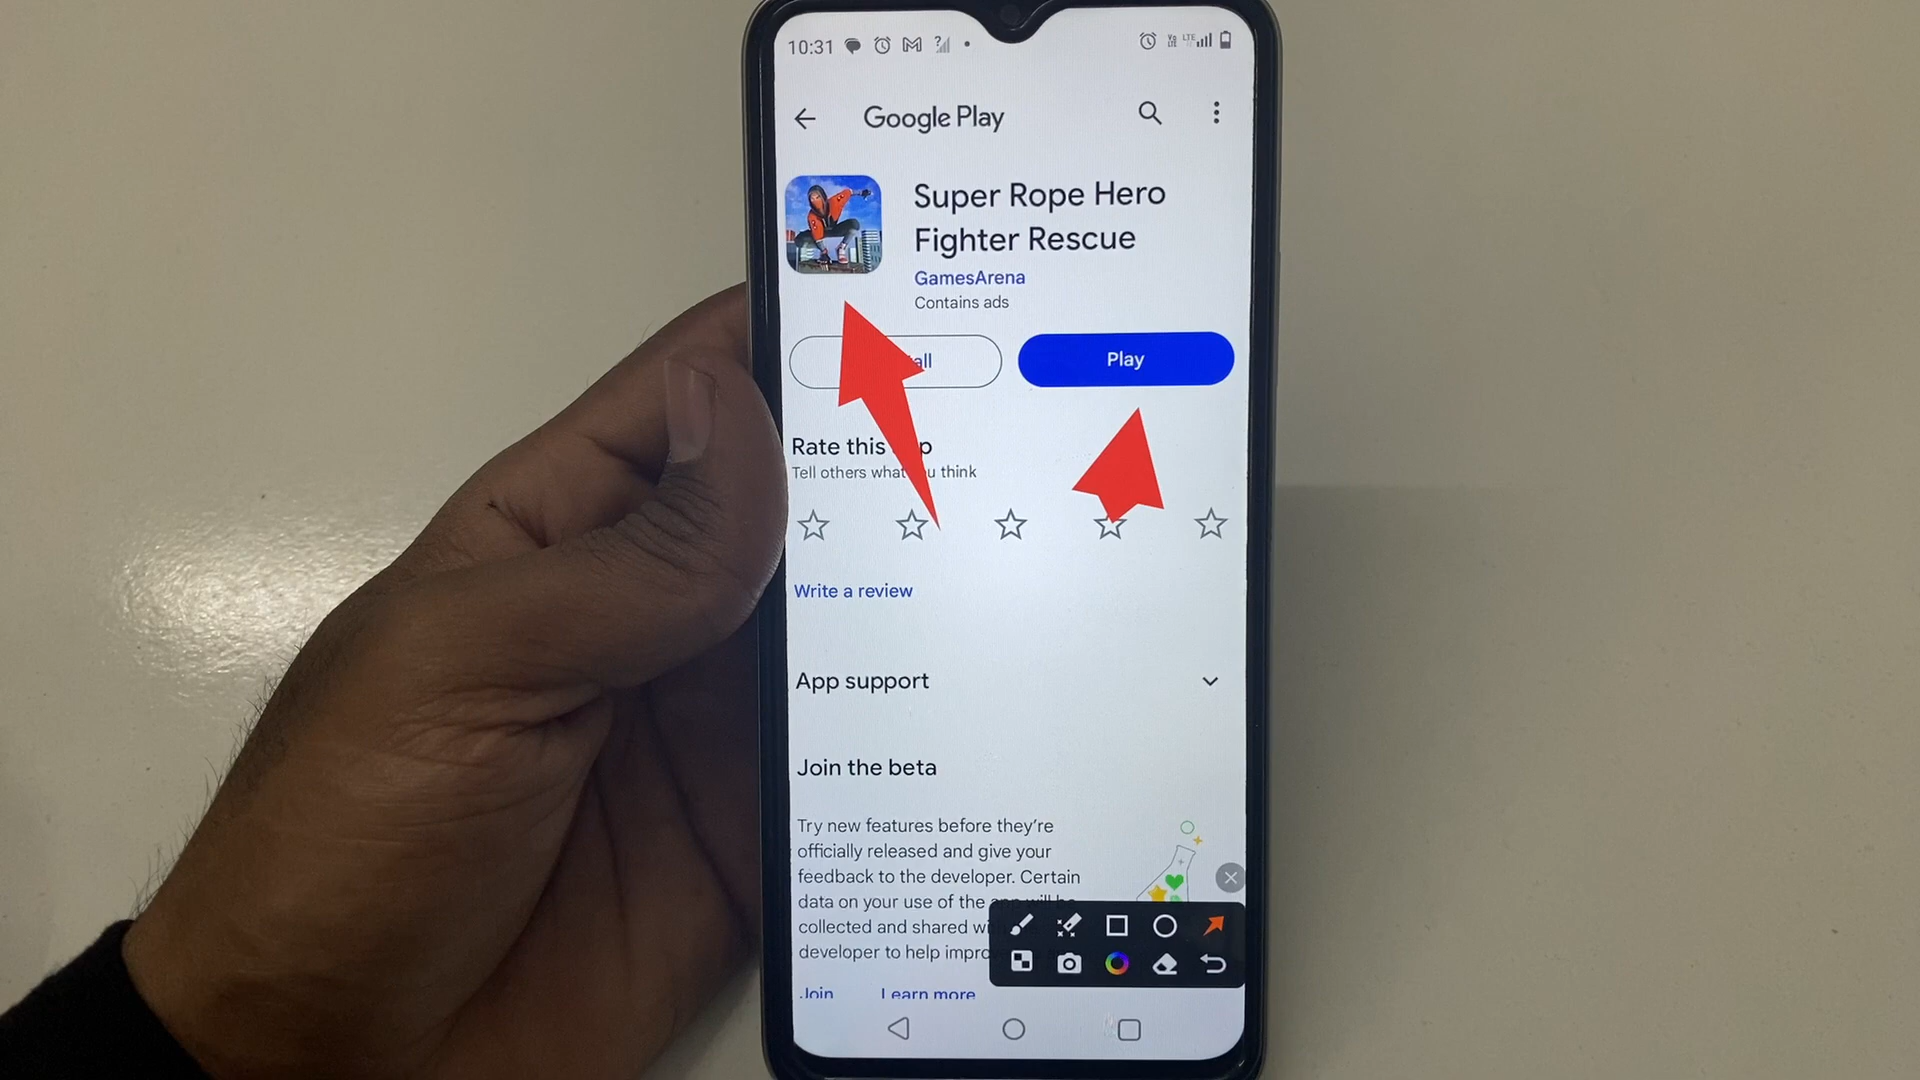 10:31
Google Play
Super Rope Hero
Fighter Rescue
GamesArena
Contains ads
Play
Rate this
Tell others what think
Write a review
App support
Join the beta
Try new features before they're
officially released and give your
feedback to the developer. Certain
data on your use of the app will be
collected and shared
developer to help
Join Learn more